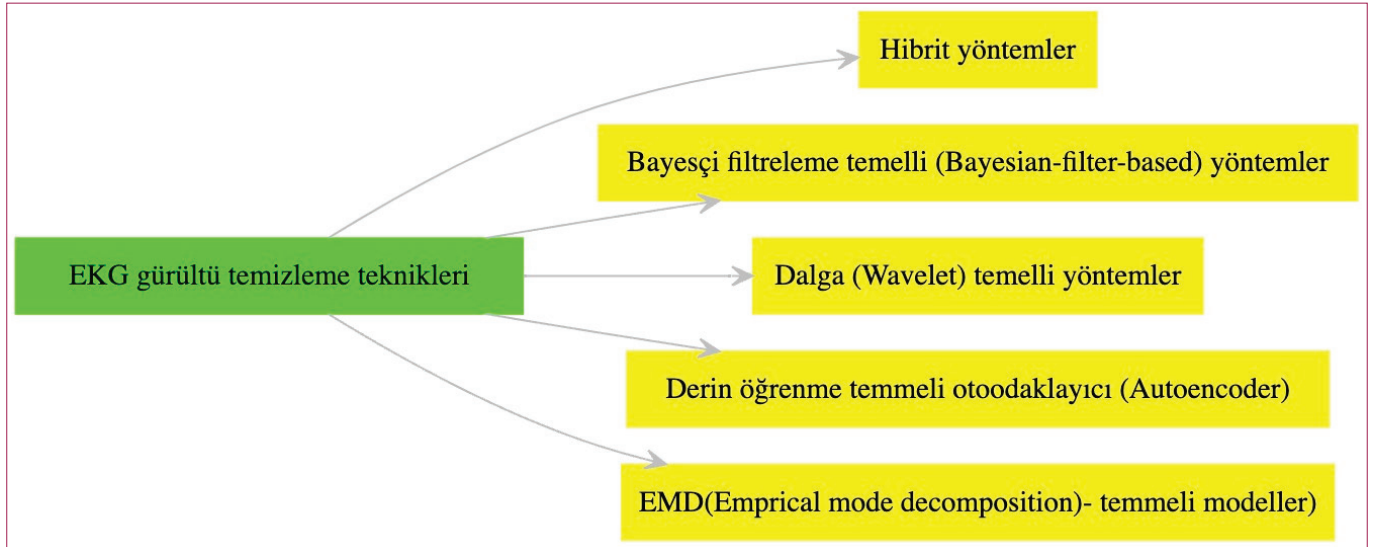 Hibrit yöntemler
Bayesçi filtreleme temelli (Bayesian-filter-based) yöntemler
EKG gürültü temizleme teknikleri
Dalga (Wavelet) temelli yöntemler
Derin öğrenme temmeli otoodaklayıcı (Autoencoder)
EMD(Emprical mode decomposition)- temmeli modeller)